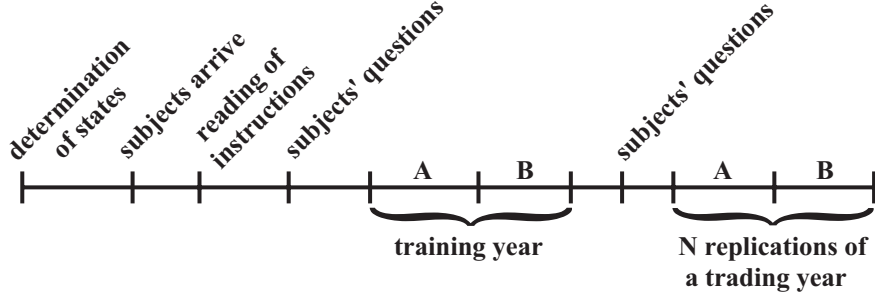 determination
of states
subjects arrive
reading of
instructions
subjects' questions
A
B
training year
subjects' questions
A
B
N replications of
a trading year